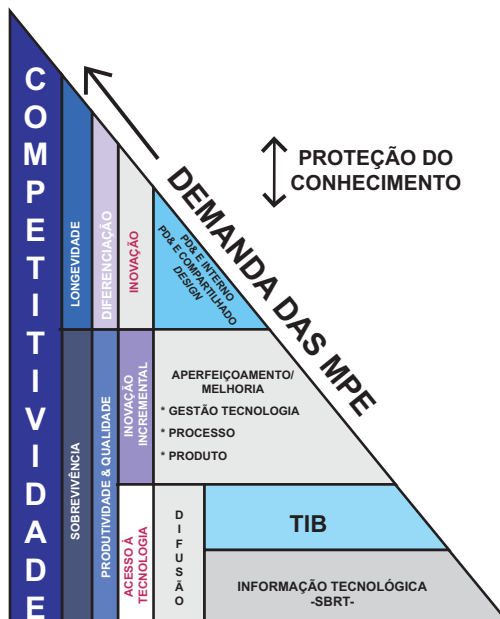 COMPETITIVIDADE
LONGEVIDADE
DIFERENCIAÇÃO
INOVAÇÃO
PD& E INTERNO
PD& E COMPARTILHADO
DESIGN
DEMANDA DAS MPE
PROTEÇÃO DO
CONHECIMENTO
SOBREVIVÊNCIA
PRODUTIVIDADE & QUALIDADE
INOVAÇÃO
INCREMENTAL
APERFEIÇOAMENTO/
MELHORIA
* GESTÃO TECNOLOGIA
* PROCESSO
* PRODUTO
ACESSO À
TECNOLOGIA
DIFUSSÃO
TIB
INFORMAÇÃO TECNOLÓGICA
-SBRT-